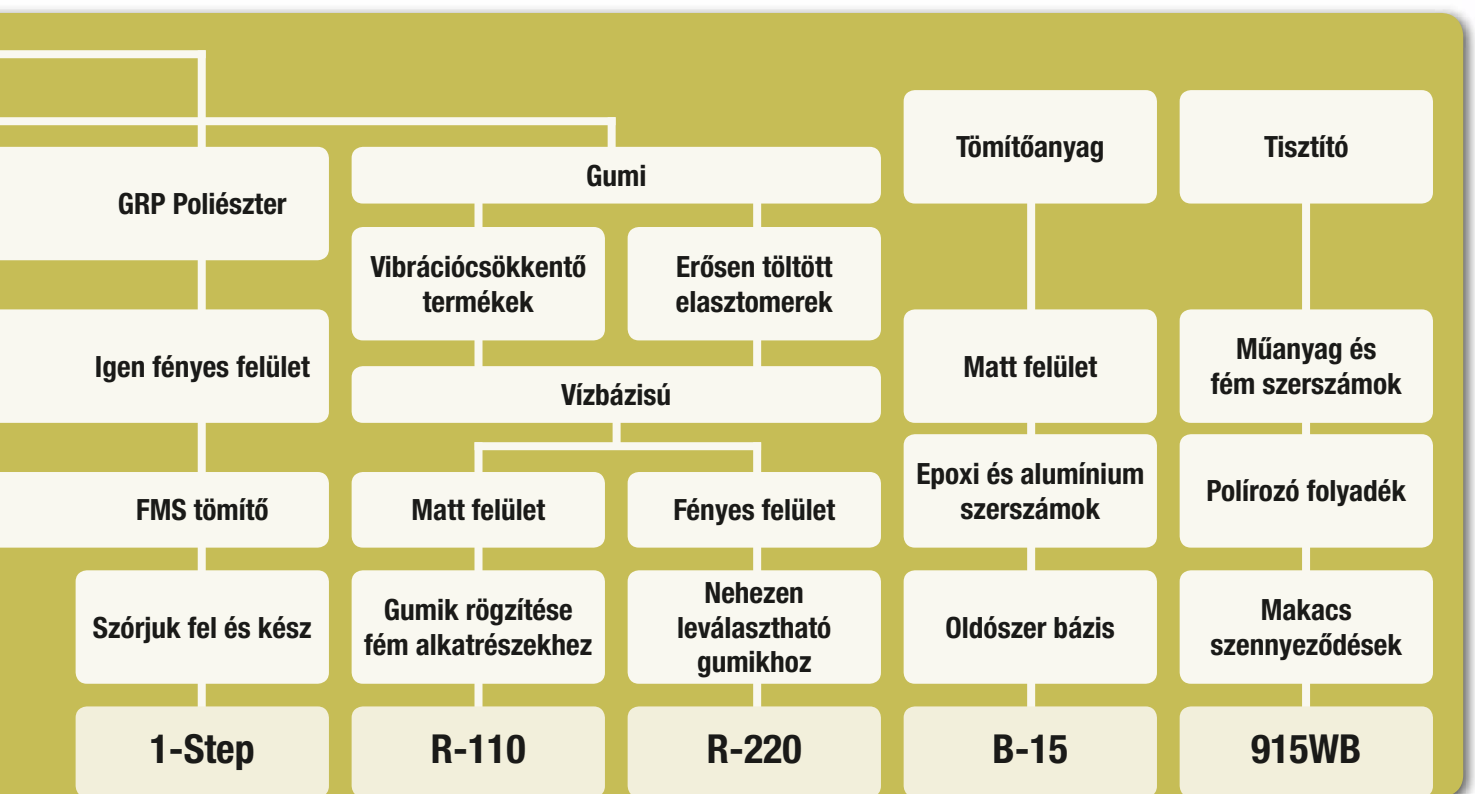 GRP Poliészter
Igen fényes felület
FMS tömítő
Szórjuk fel és kész
1-Step
Gumi
Vibrációcsökkentő
termékek
Erősen töltött
elasztomerek
Vízbázisú
Matt felület
Fényes felület
Gumik rögzítése
fém alkatrészekhez
Nehezen
leválasztható
gumikhoz
R-110
R-220
Tömítőanyag
Matt felület
Epoxi és alumínium
szerszámok
Oldószer bázis
B-15
Tisztító
Műanyag és
fém szerszámok
Polírozó folyadék
Makacs
szennyeződések
915WB